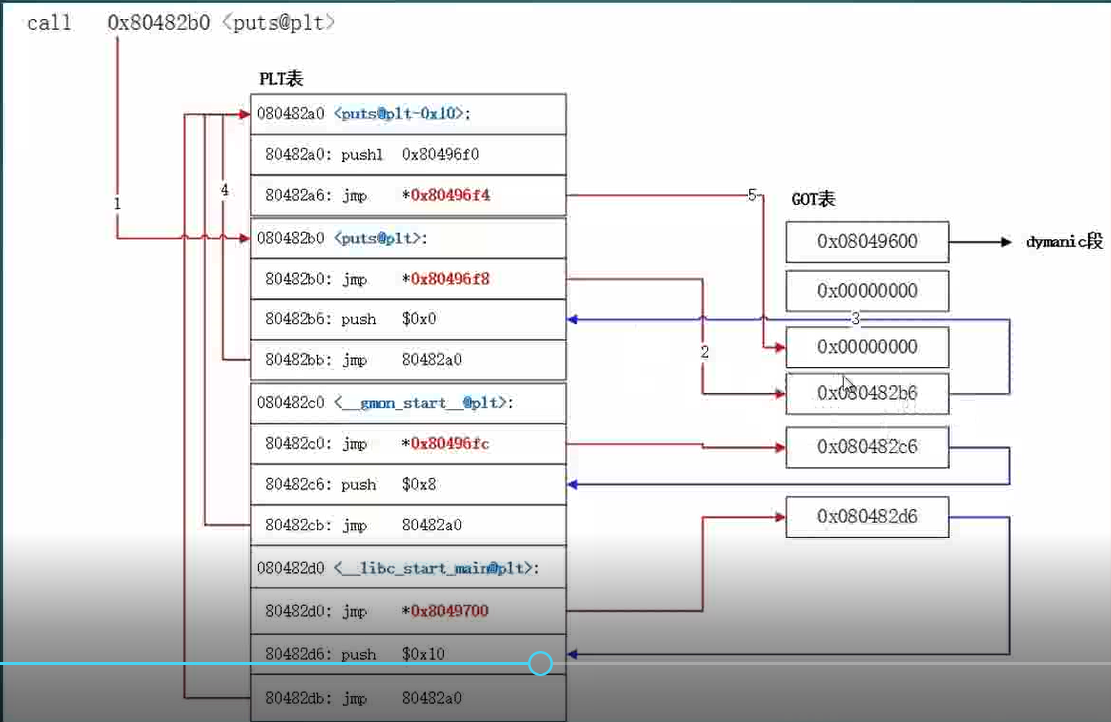 call 0x80482b0 <puts@plt>
PLT表
080482a0 <puts@plt-0x10>:
80482a0: pushl 0x80496f0
80482a6: jmp *0x80496f4
080482b0 <puts@plt>:
80482b0: jmp *0x80496f8
80482b6: push $0x0
80482bb: jmp 80482a0
080482c0 <__gmon_start__@plt>:
80482c0: jmp *0x80496fc
80482c6: push $0x8
80482cb: jmp 80482a0
080482d0 <__libc_start_main@plt>:
80482d0: jmp *0x8049700
80482d6: push $0x10
80482db: jmp 80482a0
1
4
5
2
3
GOT表
0x08049600
dymanic段
0x00000000
0x00000000
0x080482b6
0x080482c6
0x080482d6